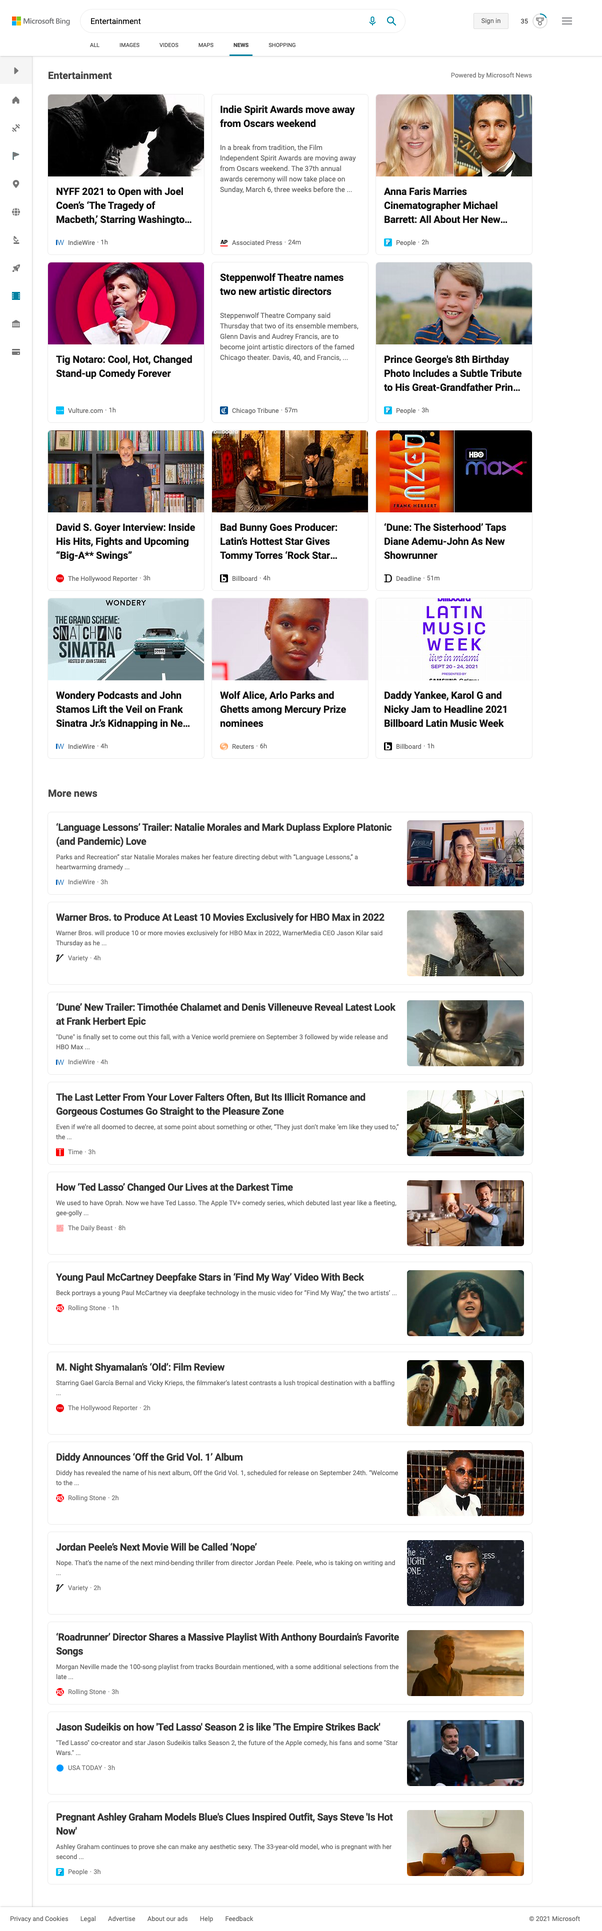 Microsoft Bing
Entertainment
Sign in
35
ALL
IMAGES
VIDEOS
MAPS
NEWS
SHOPPING
Entertainment
Powered by Microsoft News
NYFF 2021 to Open with Joel
Coen's 'The Tragedy of
Macbeth,' Starring Washingto...
IW IndieWire · 1h
Indie Spirit Awards move away
from Oscars weekend
In a break from tradition, the Film
Independent Spirit Awards are moving away
from Oscars weekend. The 37th annual
awards ceremony will now take place on
Sunday, March 6, three weeks before the ...
AP Associated Press · 24m
Anna Faris Marries
Cinematographer Michael
Barrett: All About Her New...
People · 2h
Tig Notaro: Cool, Hot, Changed
Stand-up Comedy Forever
Vulture.com · 1h
Steppenwolf Theatre names
two new artistic directors
Steppenwolf Theatre Company said
Thursday that two of its ensemble members,
Glenn Davis and Audrey Francis, are to
become joint artistic directors of the famed
Chicago theater. Davis, 40, and Francis, ...
Chicago Tribune · 57m
Prince George's 8th Birthday
Photo Includes a Subtle Tribute
to His Great-Grandfather Prin...
People · 3h
David S. Goyer Interview: Inside
His Hits, Fights and Upcoming
"Big-A** Swings"
The Hollywood Reporter · 3h
Bad Bunny Goes Producer:
Latin's Hottest Star Gives
Tommy Torres 'Rock Star...
Billboard · 4h
DUNE
FRANK HERBERT
HBO
max
'Dune: The Sisterhood' Taps
Diane Ademu-John As New
Showrunner
Deadline · 51m
WONDERY
THE GRAND SCHEME:
SNATCHING
SINATRA
HOSTED BY JOHN STAMOS
Wondery Podcasts and John
Stamos Lift the Veil on Frank
Sinatra Jr.'s Kidnapping in Ne...
IW IndieWire · 4h
Wolf Alice, Arlo Parks and
Ghetts among Mercury Prize
nominees
Reuters · 6h
billboard
LATIN
MUSIC
WEEK
live in miami
SEPT 20 - 24, 2021
PRESENTED BY
Daddy Yankee, Karol G and
Nicky Jam to Headline 2021
Billboard Latin Music Week
Billboard · 1h
More news
'Language Lessons' Trailer: Natalie Morales and Mark Duplass Explore Platonic
(and Pandemic) Love
Parks and Recreation" star Natalie Morales makes her feature directing debut with "Language Lessons," a
heartwarming dramedy ...
IW IndieWire · 3h
Warner Bros. to Produce At Least 10 Movies Exclusively for HBO Max in 2022
Warner Bros. will produce 10 or more movies exclusively for HBO Max in 2022, WarnerMedia CEO Jason Kilar said
Thursday as he ...
Variety · 4h
'Dune' New Trailer: Timothée Chalamet and Denis Villeneuve Reveal Latest Look
at Frank Herbert Epic
"Dune" is finally set to come out this fall, with a Venice world premiere on September 3 followed by wide release and
HBO Max ...
IW IndieWire · 4h
The Last Letter From Your Lover Falters Often, But Its Illicit Romance and
Gorgeous Costumes Go Straight to the Pleasure Zone
Even if we're all doomed to decree, at some point about something or other, "They just don't make 'em like they used to,"
the ...
Time · 3h
How 'Ted Lasso' Changed Our Lives at the Darkest Time
We used to have Oprah. Now we have Ted Lasso. The Apple TV+ comedy series, which debuted last year like a fleeting,
gee-golly ...
The Daily Beast · 8h
Young Paul McCartney Deepfake Stars in 'Find My Way' Video With Beck
Beck portrays a young Paul McCartney via deepfake technology in the music video for "Find My Way," the two artists' ...
Rolling Stone · 1h
M. Night Shyamalan's 'Old': Film Review
Starring Gael García Bernal and Vicky Krieps, the filmmaker's latest contrasts a lush tropical destination with a baffling
...
The Hollywood Reporter · 2h
Diddy Announces 'Off the Grid Vol. 1' Album
Diddy has revealed the name of his next album, Off the Grid Vol. 1, scheduled for release on September 24th. "Welcome
to the ...
Rolling Stone · 2h
Jordan Peele's Next Movie Will be Called 'Nope'
Nope. That's the name of the next mind-bending thriller from director Jordan Peele. Peele, who is taking on writing and
...
Variety · 2h
'Roadrunner' Director Shares a Massive Playlist With Anthony Bourdain's Favorite
Songs
Morgan Neville made the 100-song playlist from tracks Bourdain mentioned, with a some additional selections from the
late ...
Rolling Stone · 3h
Jason Sudeikis on how 'Ted Lasso' Season 2 is like 'The Empire Strikes Back'
"Ted Lasso' co-creator and star Jason Sudeikis talks Season 2, the future of the Apple comedy, his fans and some "Star
Wars." ...
USA TODAY · 3h
Pregnant Ashley Graham Models Blue's Clues Inspired Outfit, Says Steve 'Is Hot
Now'
Ashley Graham continues to prove she can make any aesthetic sexy. The 33-year-old model, who is pregnant with her
second ...
People · 3h
Privacy and Cookies
Legal
Advertise
About our ads
Help
Feedback
© 2021 Microsoft